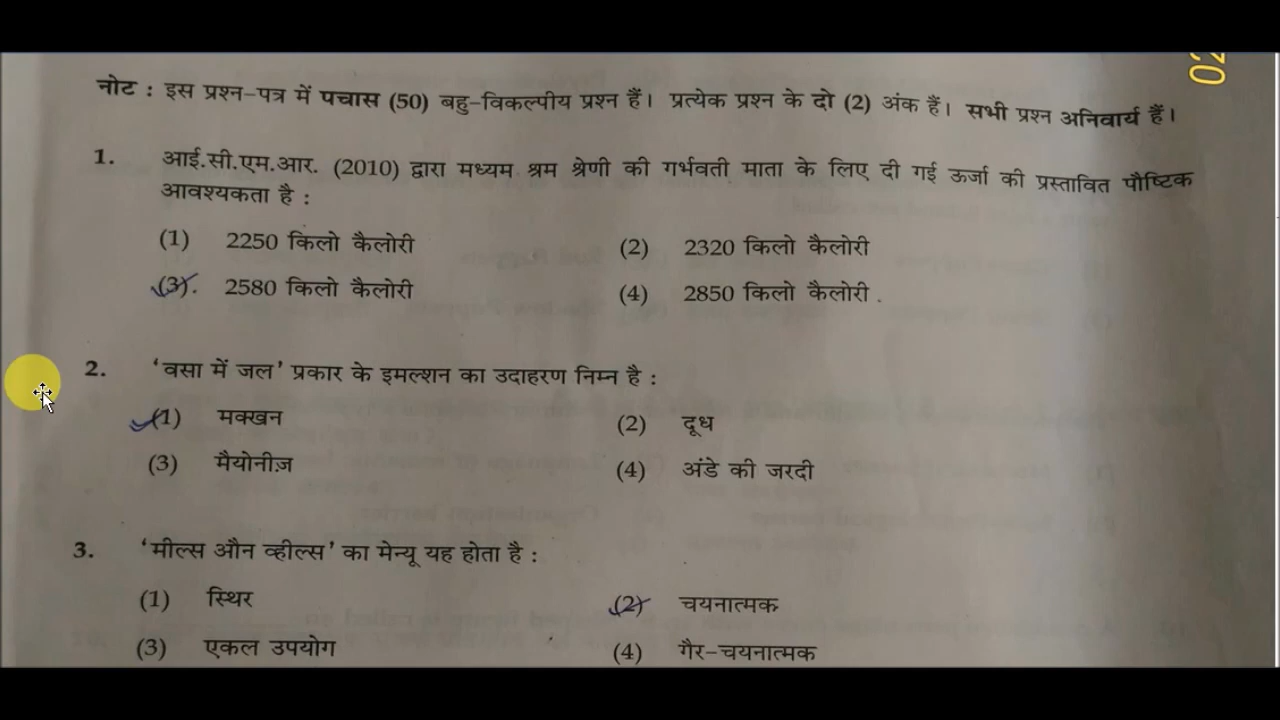 02
नोट : इस प्रश्न-पत्र में पचास (50) बहु-विकल्पीय प्रश्न हैं। प्रत्येक प्रश्न के दो (2) अंक हैं। सभी प्रश्न अनिवार्य हैं।
1. आई.सी.एम.आर. (2010) द्वारा मध्यम श्रम श्रेणी की गर्भवती माता के लिए दी गई ऊर्जा की प्रस्तावित पौष्टिक
आवश्यकता है :
(1) 2250 किलो कैलोरी (2) 2320 किलो कैलोरी
(3). 2580 किलो कैलोरी (4) 2850 किलो कैलोरी .
2. ‘वसा में जल’ प्रकार के इमल्शन का उदाहरण निम्न है :
(1) मक्खन (2) दूध
(3) मैयोनीज़ (4) अंडे की जरदी
3. ‘मील्स औन व्हील्स’ का मेन्यू यह होता है :
(1) स्थिर (2) चयनात्मक
(3) एकल उपयोग (4) गैर-चयनात्मक